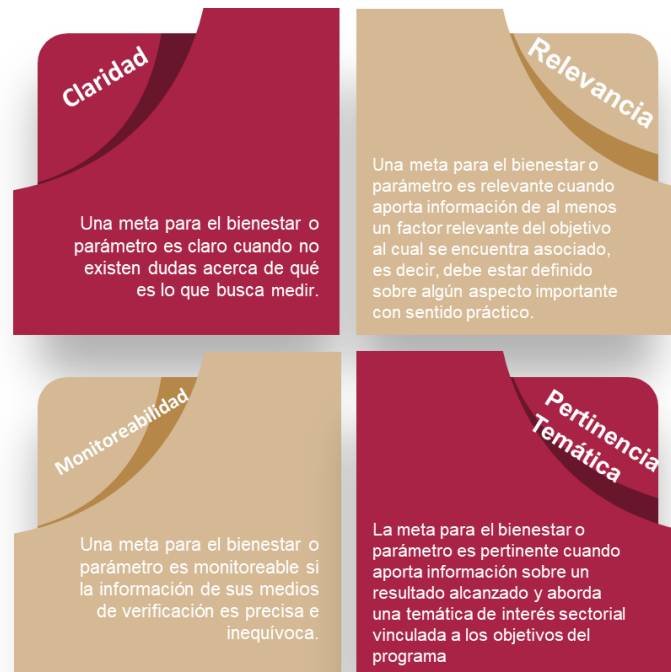 Claridad
Una meta para el bienestar o
parámetro es claro cuando no
existen dudas acerca de qué
es lo que busca medir.
Relevancia
Una meta para el bienestar o
parámetro es relevante cuando
aporta información de al menos
un factor relevante del objetivo
al cual se encuentra asociado,
es decir, debe estar definido
sobre algún aspecto importante
con sentido práctico.
Monitoreabilidad
Una meta para el bienestar o
parámetro es monitoreable si
la información de sus medios
de verificación es precisa e
inequívoca.
Pertinencia
Temática
La meta para el bienestar o
parámetro es pertinente cuando
aporta información sobre un
resultado alcanzado y aborda
una temática de interés sectorial
vinculada a los objetivos del
programa